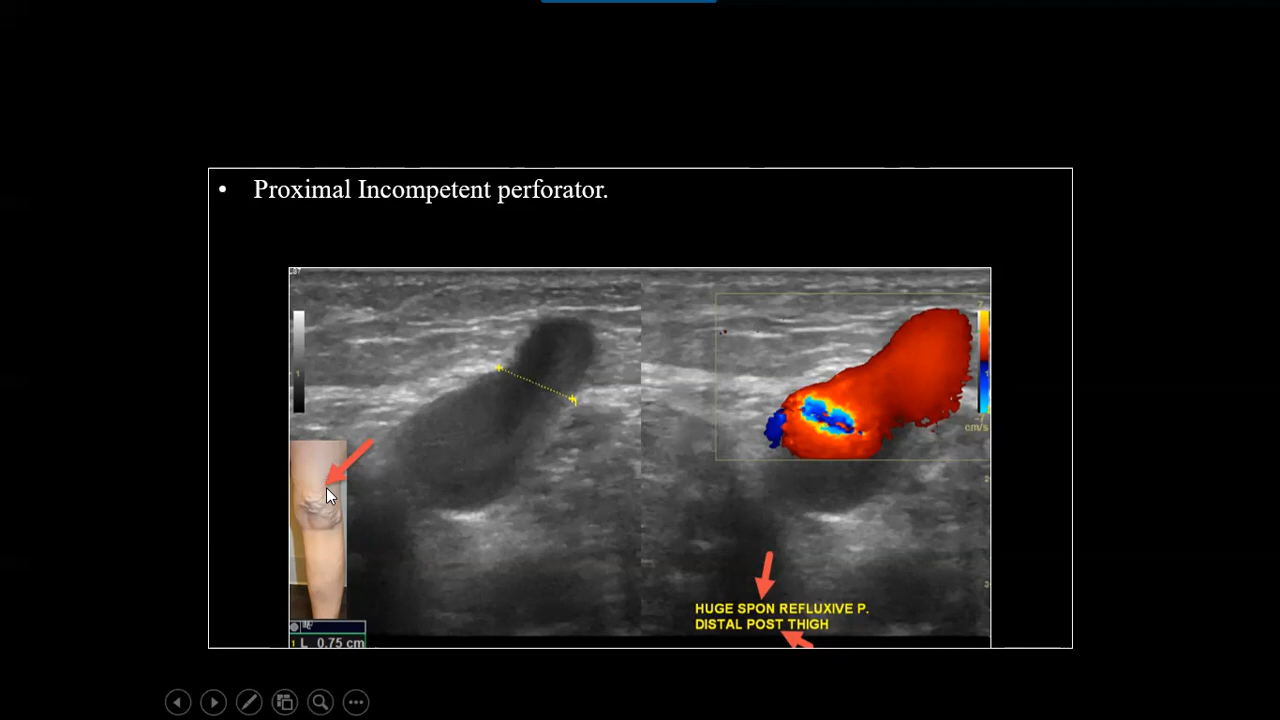 • Proximal Incompetent perforator.
cm/s
HUGE SPON REFLUXIVE P.
DISTAL POST THIGH
1 L 0.75 cm